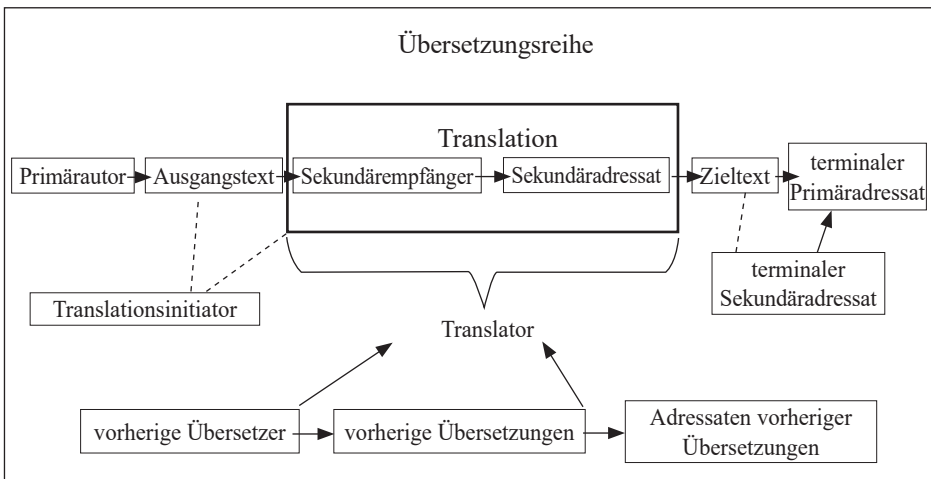 Übersetzungsreihe
Translation
Primärautor
Ausgangstext
Sekundärempfänger
Sekundäradressat
Zieltext
terminaler
Primäradressat
terminaler
Sekundäradressat
Translationsinitiator
Translator
vorherige Übersetzer
vorherige Übersetzungen
Adressaten vorheriger
Übersetzungen